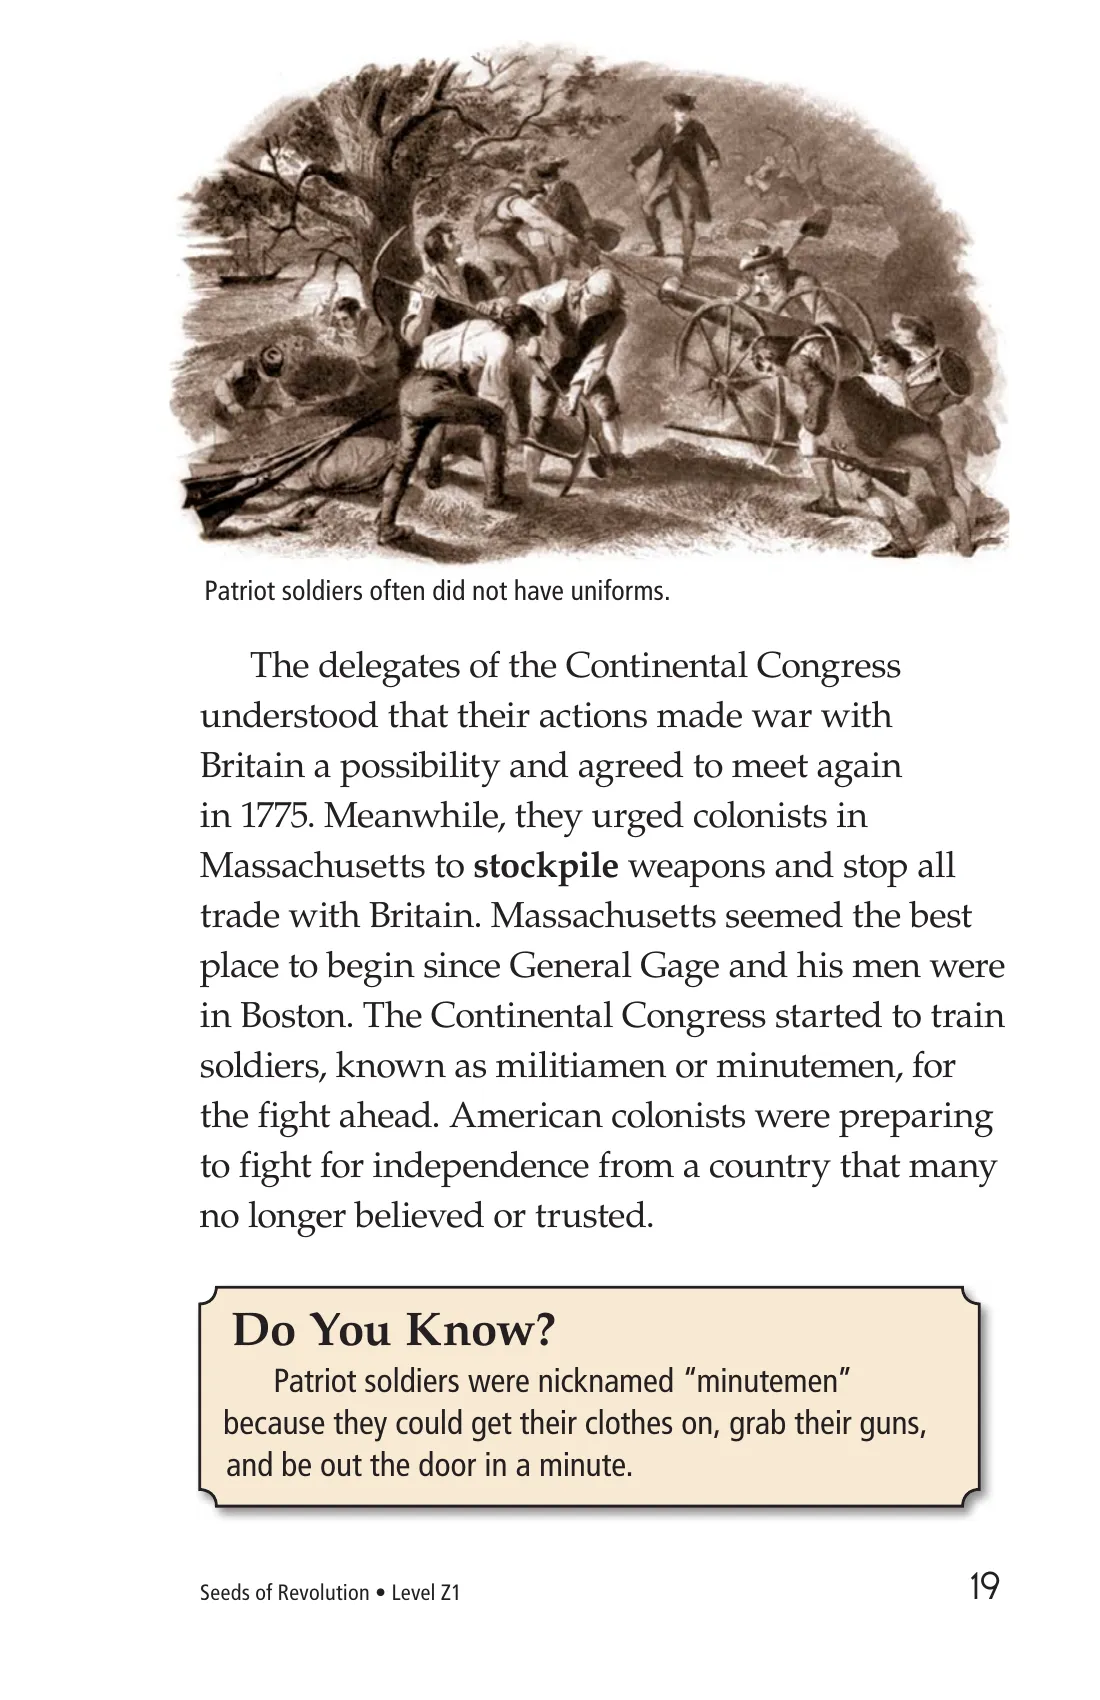 Patriot soldiers often did not have uniforms.
The delegates of the Continental Congress
understood that their actions made war with
Britain a possibility and agreed to meet again
in 1775. Meanwhile, they urged colonists in
Massachusetts to stockpile weapons and stop all
trade with Britain. Massachusetts seemed the best
place to begin since General Gage and his men were
in Boston. The Continental Congress started to train
soldiers, known as militiamen or minutemen, for
the fight ahead. American colonists were preparing
to fight for independence from a country that many
no longer believed or trusted.
Do You Know?
Patriot soldiers were nicknamed “minutemen”
because they could get their clothes on, grab their guns,
and be out the door in a minute.
Seeds of Revolution • Level Z1
19